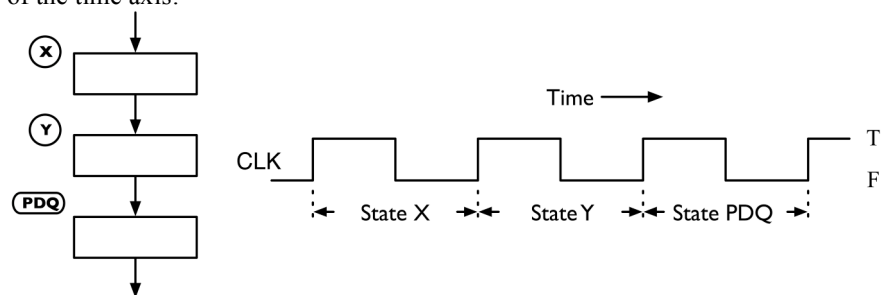 of the time axis:
X
Y
PDQ
Time
CLK
T
F
State X
State Y
State PDQ